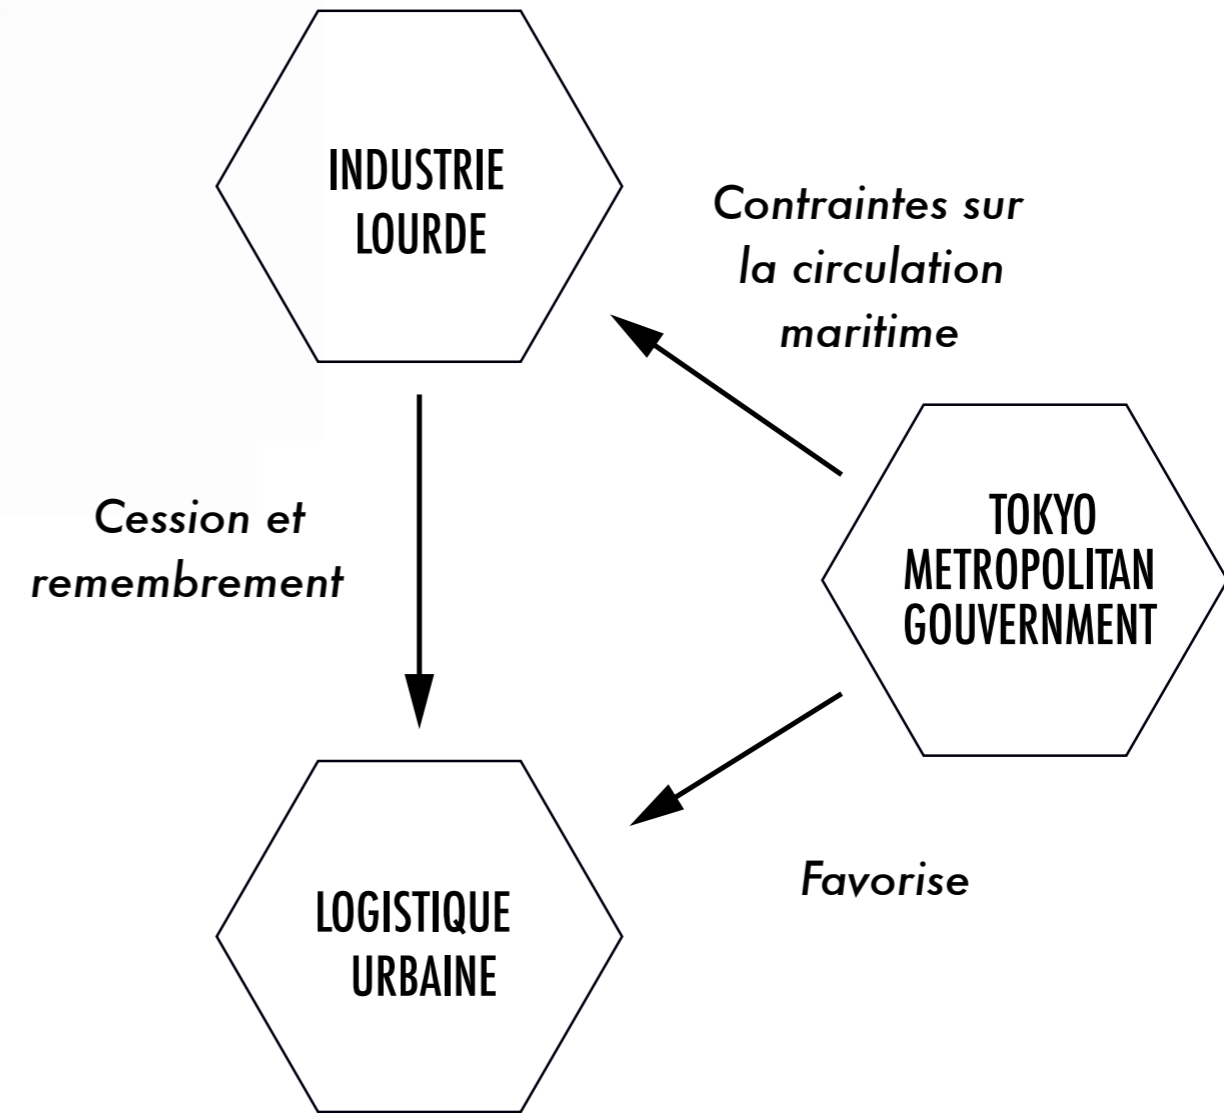 INDUSTRIE
LOURDE
Contraintes sur
la circulation
maritime
Cession et
remembrement
TOKYO
METROPOLITAN
GOUVERNMENT
Favorise
LOGISTIQUE
URBAINE